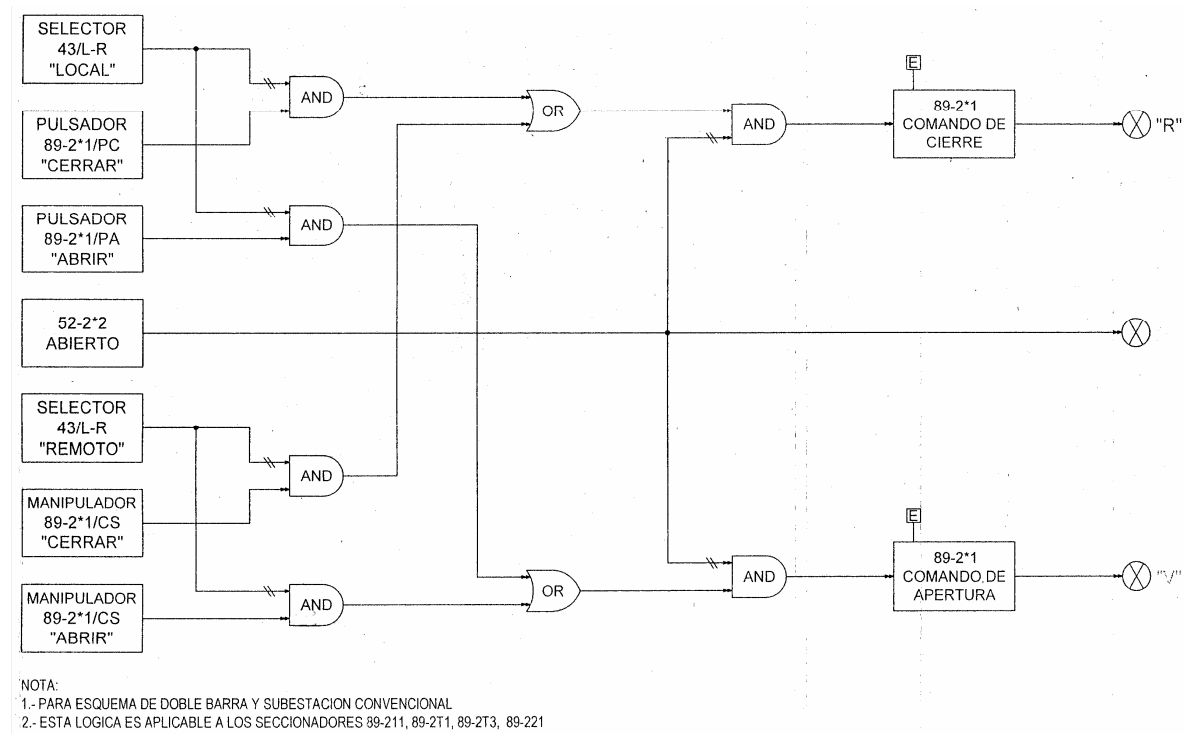 SELECTOR
43/L-R
"LOCAL"
PULSADOR
89-2*1/PC
"CERRAR"
PULSADOR
89-2*1/PA
"ABRIR"
52-2*2
ABIERTO
SELECTOR
43/L-R
"REMOTO"
MANIPULADOR
89-2*1/CS
"CERRAR"
MANIPULADOR
89-2*1/CS
"ABRIR"
AND
AND
AND
AND
OR
OR
AND
AND
E
89-2*1
COMANDO DE
CIERRE
"R"
E
89-2*1
COMANDO DE
APERTURA
"V"
NOTA:
1.- PARA ESQUEMA DE DOBLE BARRA Y SUBESTACION CONVENCIONAL
2.- ESTA LOGICA ES APLICABLE A LOS SECCIONADORES 89-211, 89-2T1, 89-2T3, 89-221